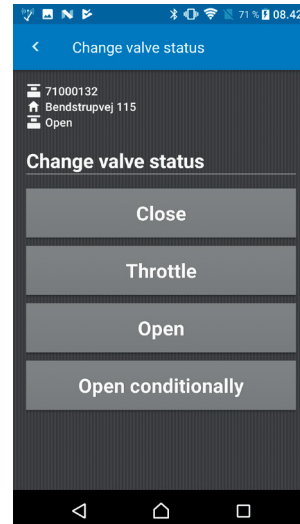 71 % 08.42
Change valve status
71000132
Bendstrupvej 115
Open
Change valve status
Close
Throttle
Open
Open conditionally